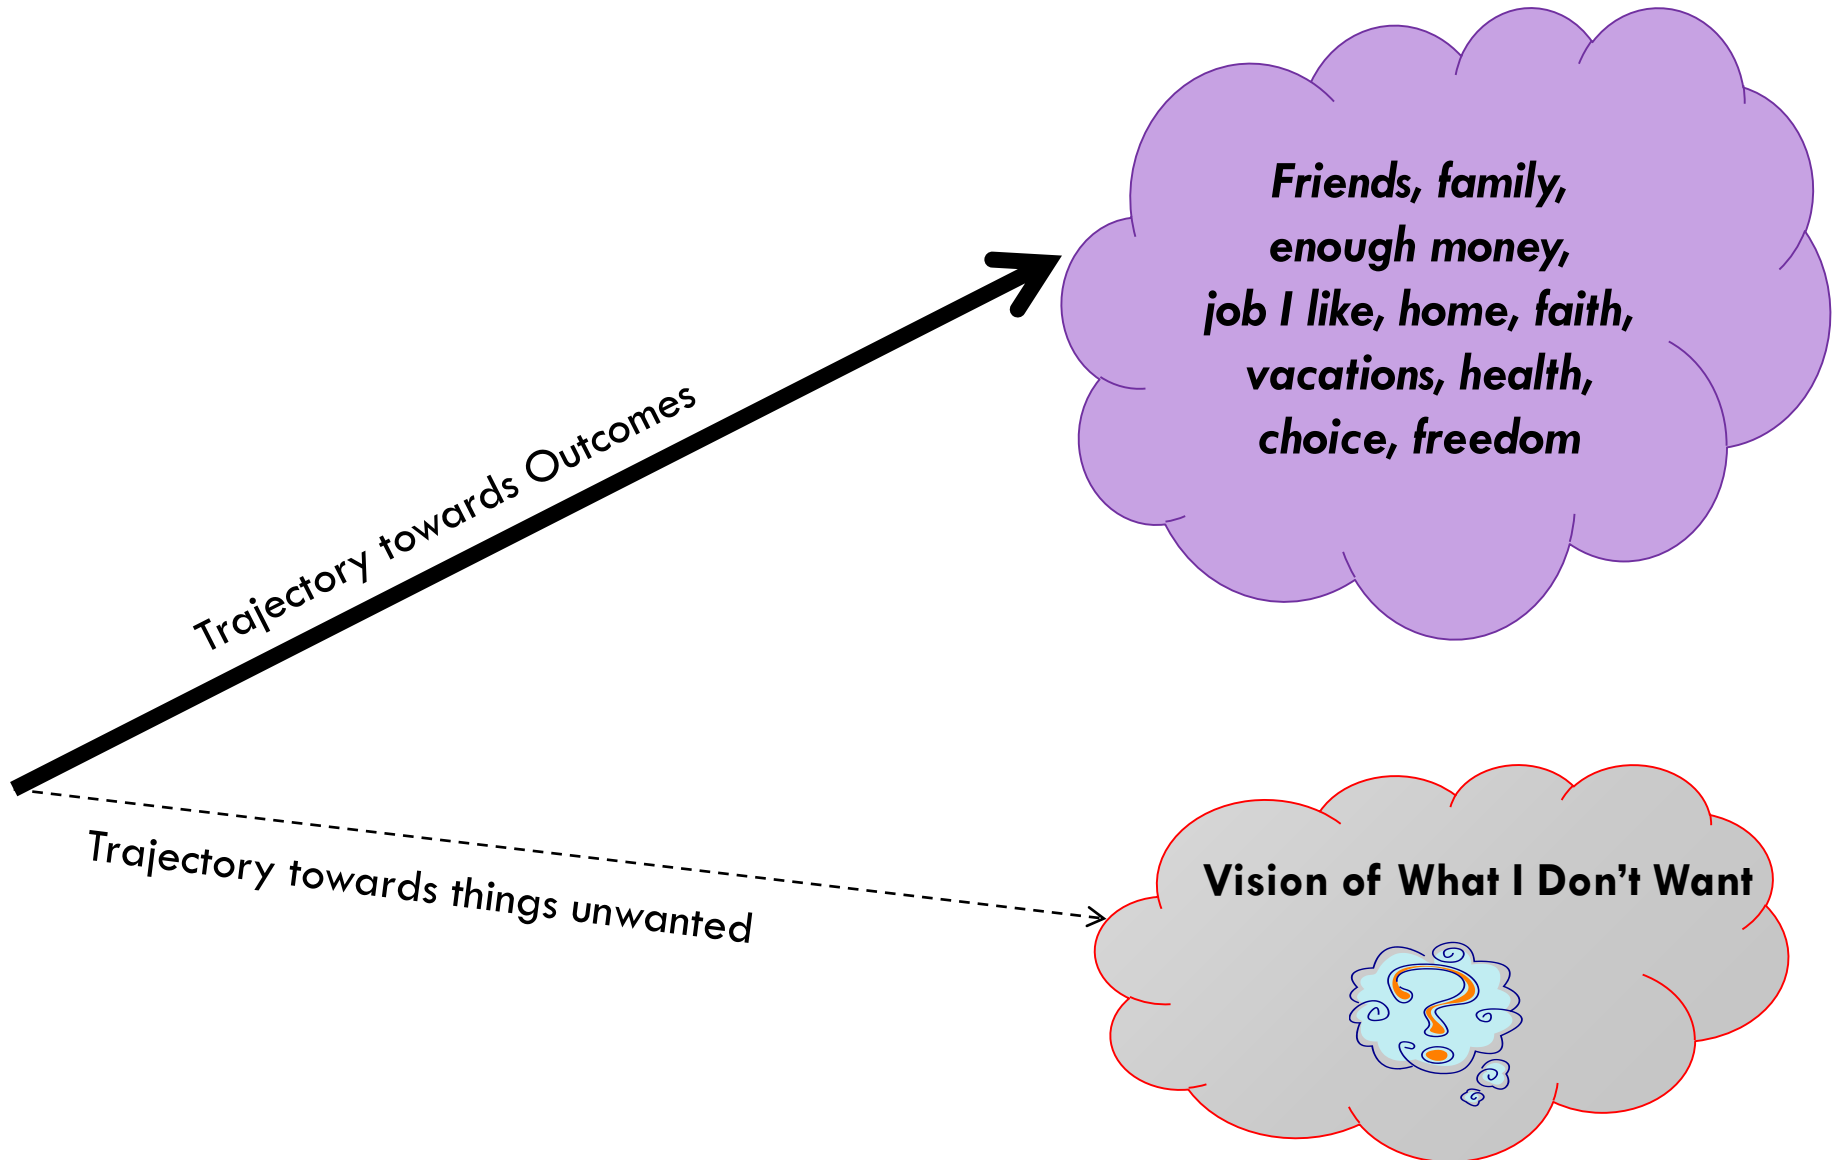 Friends, family,
enough money,
job I like, home, faith,
vacations, health,
choice, freedom
Trajectory towards Outcomes
Trajectory towards things unwanted
Vision of What I Don’t Want
?